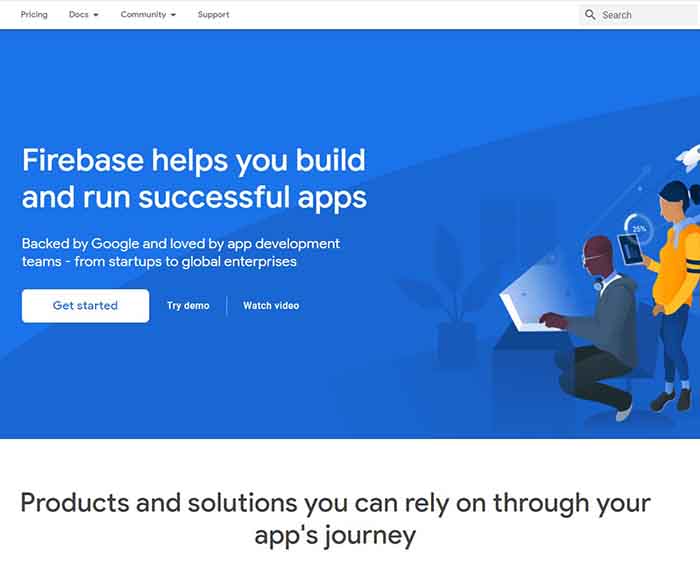 Pricing Docs Community Support Search
Firebase helps you build
and run successful apps
Backed by Google and loved by app development
teams - from startups to global enterprises
Get started Try demo Watch video
25%
Products and solutions you can rely on through your
app's journey